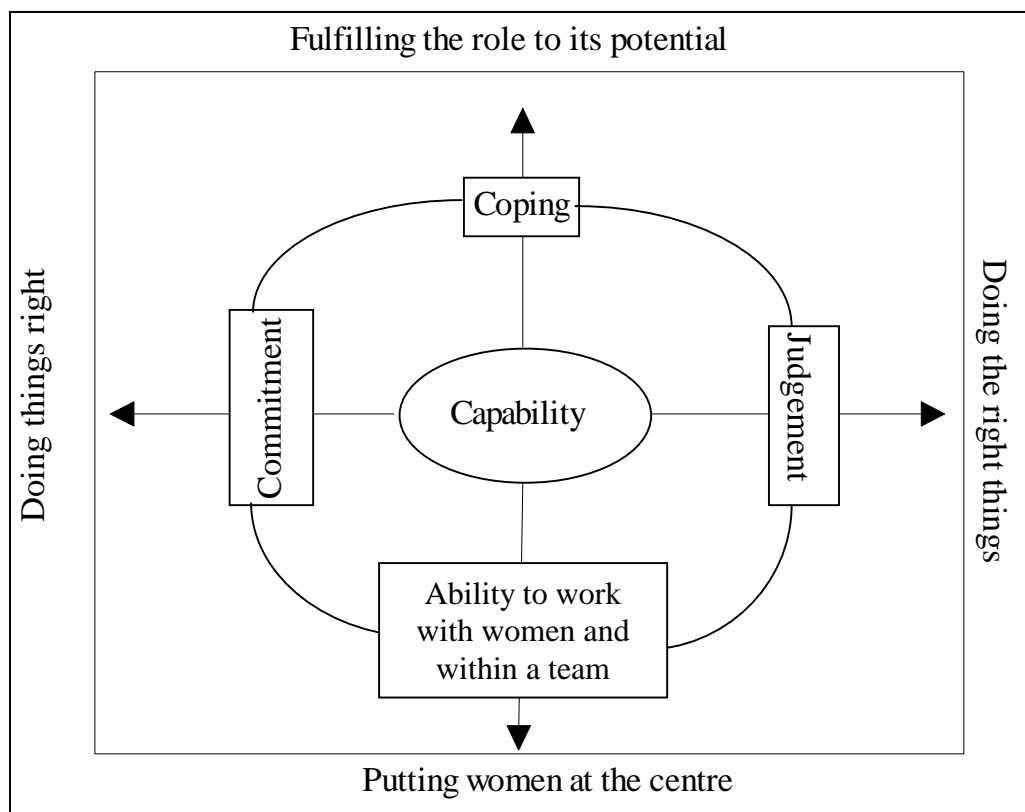 Fulfilling the role to its potential
Coping
Doing things right
Commitment
Capability
Judgement
Doing the right things
Ability to work
with women and
within a team
Putting women at the centre